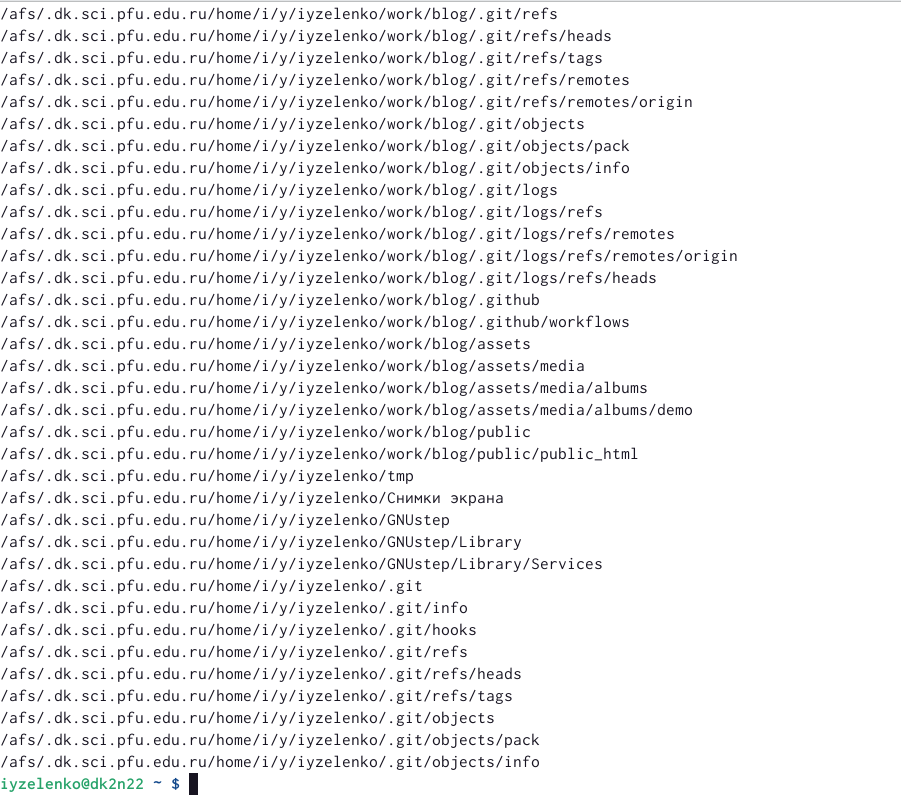 /afs/.dk.sci.pfu.edu.ru/home/i/y/iyzelenko/work/blog/.git/refs
/afs/.dk.sci.pfu.edu.ru/home/i/y/iyzelenko/work/blog/.git/refs/heads
/afs/.dk.sci.pfu.edu.ru/home/i/y/iyzelenko/work/blog/.git/refs/tags
/afs/.dk.sci.pfu.edu.ru/home/i/y/iyzelenko/work/blog/.git/refs/remotes
/afs/.dk.sci.pfu.edu.ru/home/i/y/iyzelenko/work/blog/.git/refs/remotes/origin
/afs/.dk.sci.pfu.edu.ru/home/i/y/iyzelenko/work/blog/.git/objects
/afs/.dk.sci.pfu.edu.ru/home/i/y/iyzelenko/work/blog/.git/objects/pack
/afs/.dk.sci.pfu.edu.ru/home/i/y/iyzelenko/work/blog/.git/objects/info
/afs/.dk.sci.pfu.edu.ru/home/i/y/iyzelenko/work/blog/.git/logs
/afs/.dk.sci.pfu.edu.ru/home/i/y/iyzelenko/work/blog/.git/logs/refs
/afs/.dk.sci.pfu.edu.ru/home/i/y/iyzelenko/work/blog/.git/logs/refs/remotes
/afs/.dk.sci.pfu.edu.ru/home/i/y/iyzelenko/work/blog/.git/logs/refs/remotes/origin
/afs/.dk.sci.pfu.edu.ru/home/i/y/iyzelenko/work/blog/.git/logs/refs/heads
/afs/.dk.sci.pfu.edu.ru/home/i/y/iyzelenko/work/blog/.github
/afs/.dk.sci.pfu.edu.ru/home/i/y/iyzelenko/work/blog/.github/workflows
/afs/.dk.sci.pfu.edu.ru/home/i/y/iyzelenko/work/blog/assets
/afs/.dk.sci.pfu.edu.ru/home/i/y/iyzelenko/work/blog/assets/media
/afs/.dk.sci.pfu.edu.ru/home/i/y/iyzelenko/work/blog/assets/media/albums
/afs/.dk.sci.pfu.edu.ru/home/i/y/iyzelenko/work/blog/assets/media/albums/demo
/afs/.dk.sci.pfu.edu.ru/home/i/y/iyzelenko/work/blog/public
/afs/.dk.sci.pfu.edu.ru/home/i/y/iyzelenko/work/blog/public/public_html
/afs/.dk.sci.pfu.edu.ru/home/i/y/iyzelenko/tmp
/afs/.dk.sci.pfu.edu.ru/home/i/y/iyzelenko/Снимки экрана
/afs/.dk.sci.pfu.edu.ru/home/i/y/iyzelenko/GNUstep
/afs/.dk.sci.pfu.edu.ru/home/i/y/iyzelenko/GNUstep/Library
/afs/.dk.sci.pfu.edu.ru/home/i/y/iyzelenko/GNUstep/Library/Services
/afs/.dk.sci.pfu.edu.ru/home/i/y/iyzelenko/.git
/afs/.dk.sci.pfu.edu.ru/home/i/y/iyzelenko/.git/info
/afs/.dk.sci.pfu.edu.ru/home/i/y/iyzelenko/.git/hooks
/afs/.dk.sci.pfu.edu.ru/home/i/y/iyzelenko/.git/refs
/afs/.dk.sci.pfu.edu.ru/home/i/y/iyzelenko/.git/refs/heads
/afs/.dk.sci.pfu.edu.ru/home/i/y/iyzelenko/.git/refs/tags
/afs/.dk.sci.pfu.edu.ru/home/i/y/iyzelenko/.git/objects
/afs/.dk.sci.pfu.edu.ru/home/i/y/iyzelenko/.git/objects/pack
/afs/.dk.sci.pfu.edu.ru/home/i/y/iyzelenko/.git/objects/info
iyzelenko@dk2n22 ~ $